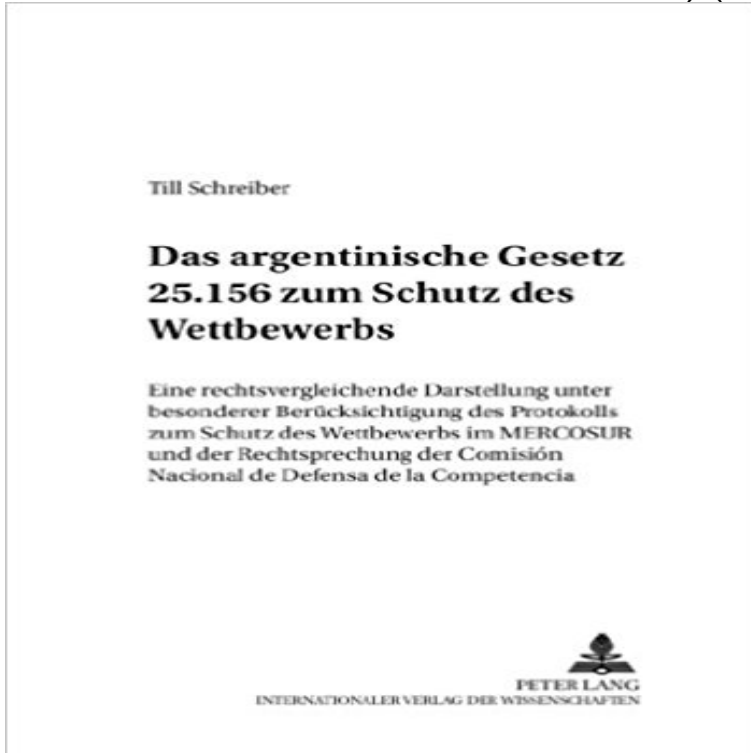 Till Schreiber
Das argentinische Gesetz
25.156 zum Schutz des
Wettbewerbs
Eine rechtsvergleichende Darstellung unter
besonderer Berücksichtigung des Protokolls
zum Schutz des Wettbewerbs im MERCOSUR
und der Rechtsprechung der Comisión
Nacional de Defensa de la Competencia
PETER LANG
INTERNATIONALER VERLAG DER WISSENSCHAFTEN